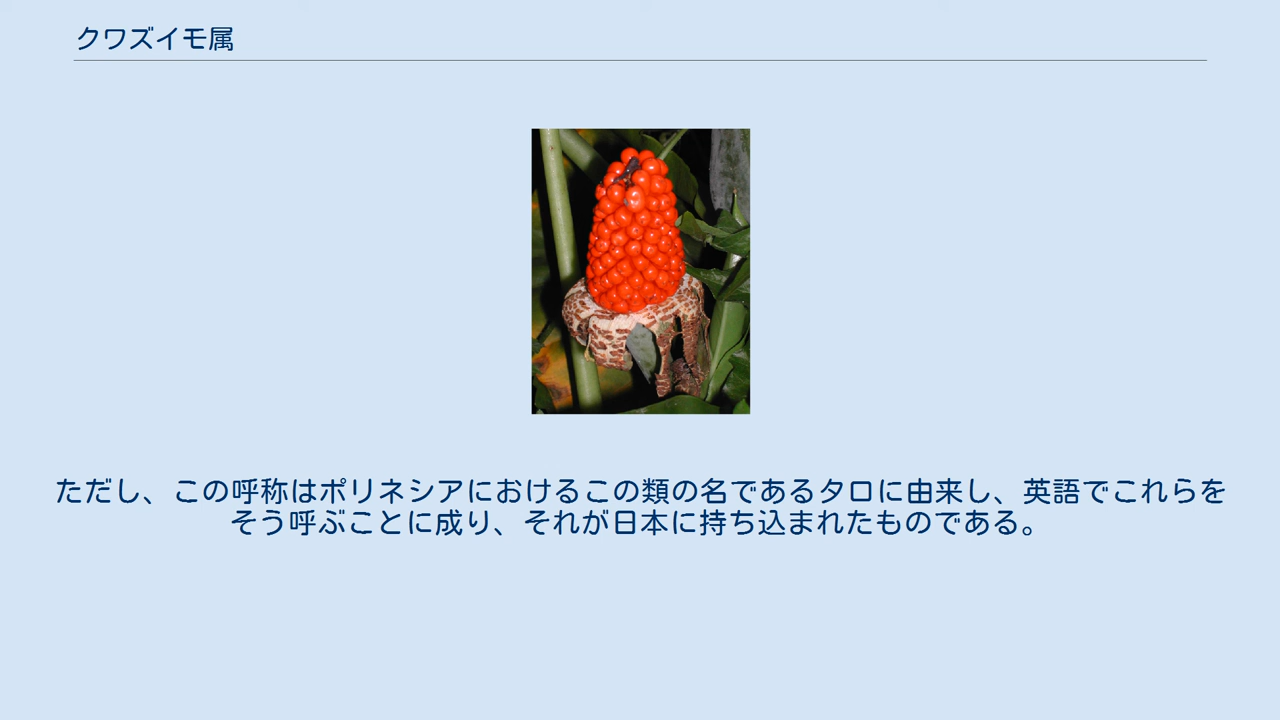 クワズイモ属
ただし、この呼称はポリネシアにおけるこの類の名であるタロに由来し、英語でこれらを
そう呼ぶことに成り、それが日本に持ち込まれたものである。